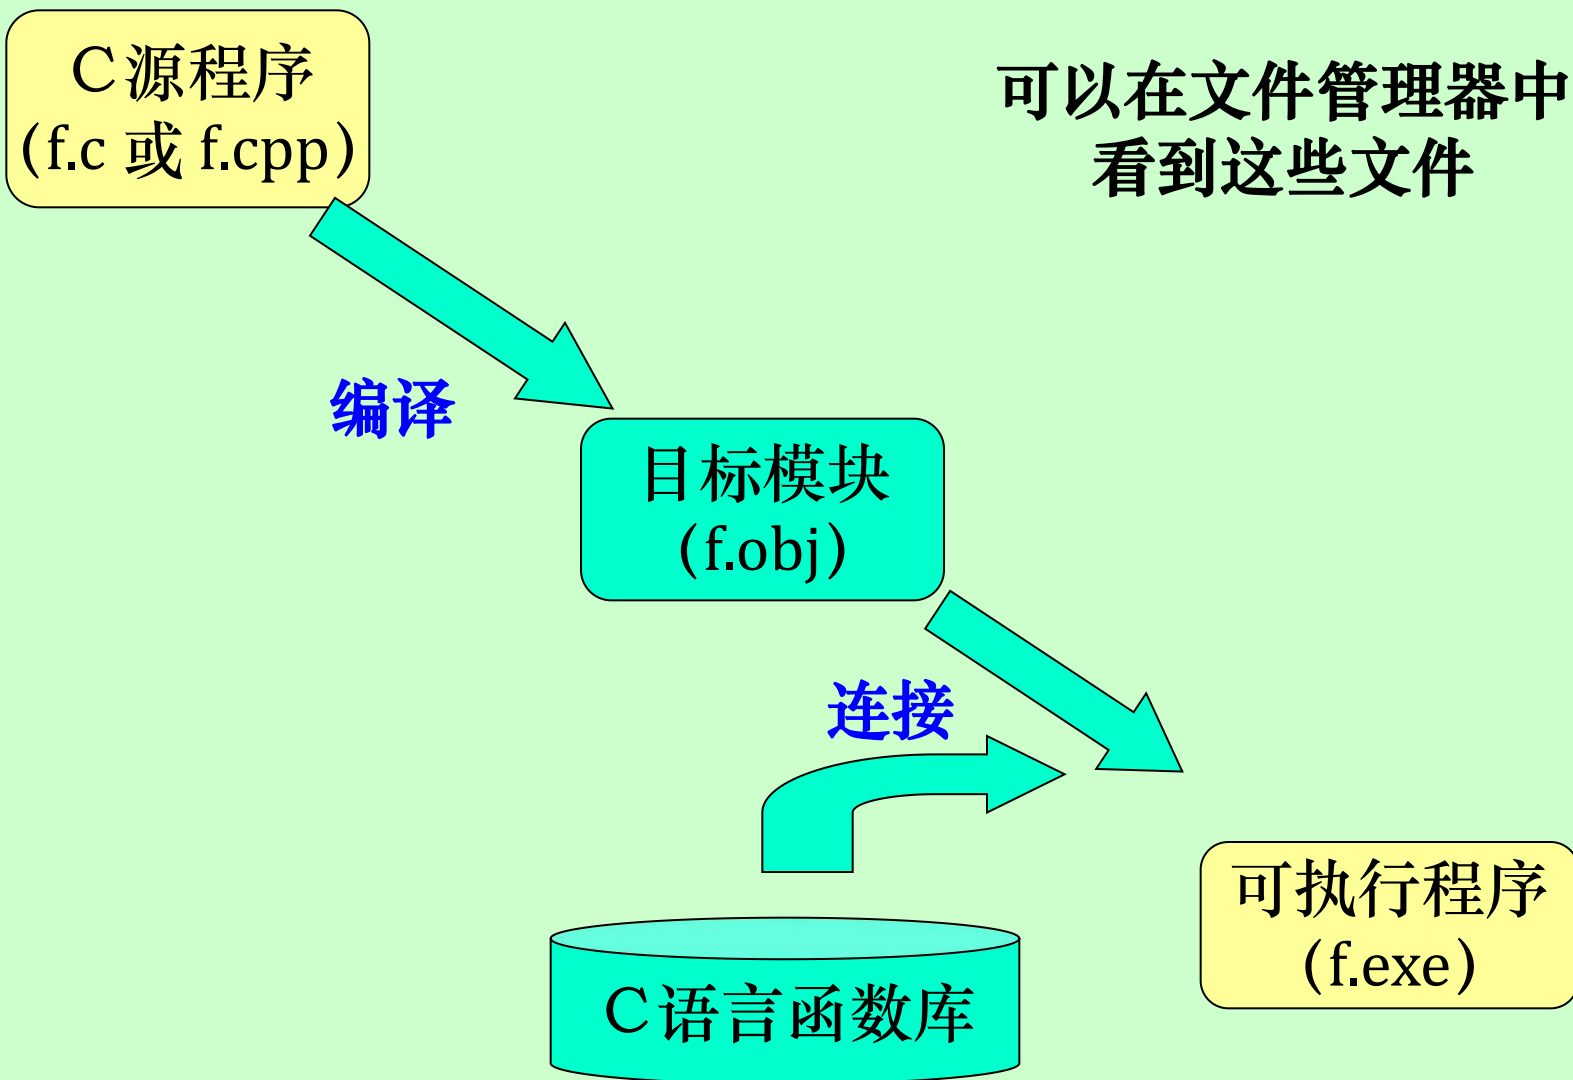 C源程序
(f.c 或 f.cpp)
可以在文件管理器中
看到这些文件
编译
目标模块
(f.obj)
连接
可执行程序
(f.exe)
C语言函数库